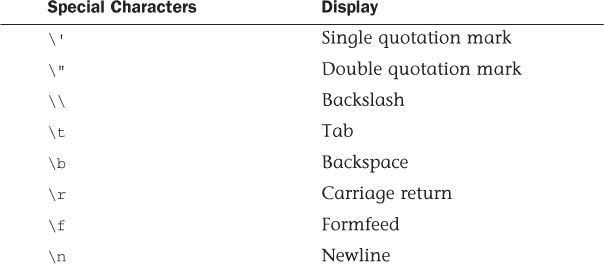 Special Characters Display
\' Single quotation mark
\" Double quotation mark
\\ Backslash
\t Tab
\b Backspace
\r Carriage return
\f Formfeed
\n Newline